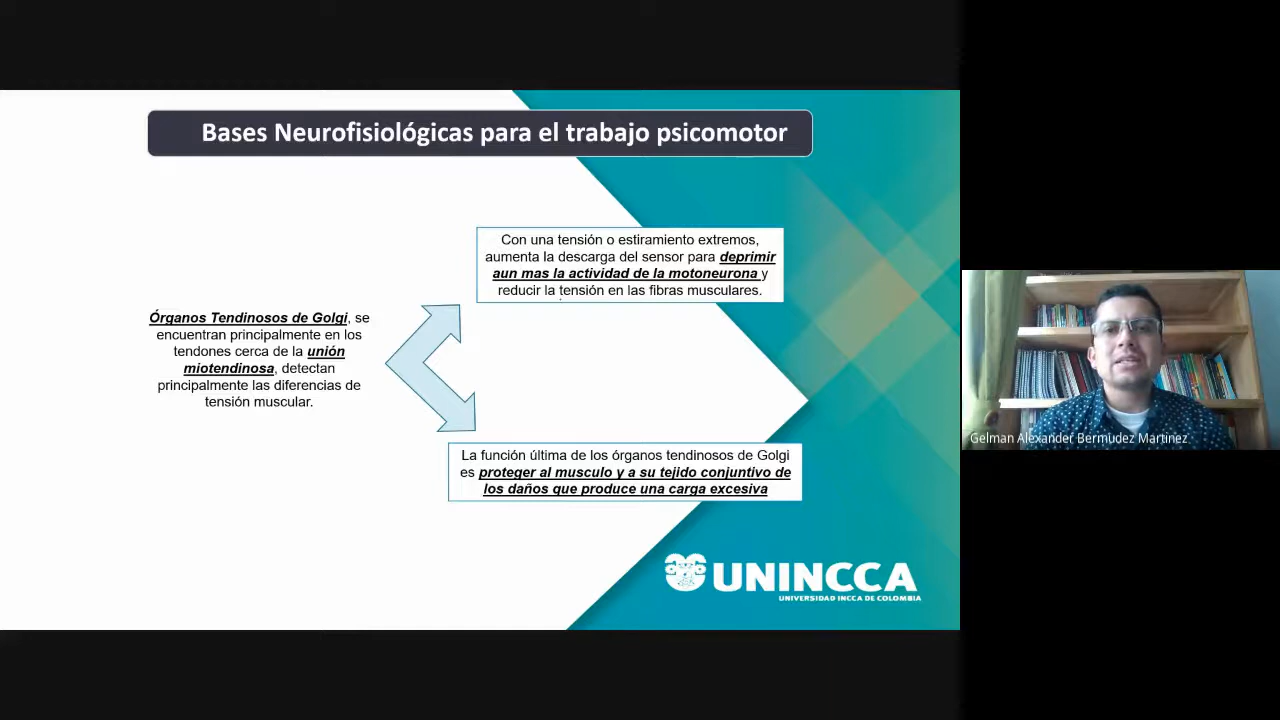 Bases Neurofisiológicas para el trabajo psicomotor
Con una tensión o estiramiento extremos,
aumenta la descarga del sensor para deprimir
aun mas la actividad de la motoneurona y
reducir la tensión en las fibras musculares.
Órganos Tendinosos de Golgi, se
encuentran principalmente en los
tendones cerca de la unión
miotendinosa, detectan
principalmente las diferencias de
tensión muscular.
La función última de los órganos tendinosos de Golgi
es proteger al musculo y a su tejido conjuntivo de
los daños que produce una carga excesiva
UNINCCA
UNIVERSIDAD INCCA DE COLOMBIA
Gelman Alexander Bermudez Martinez